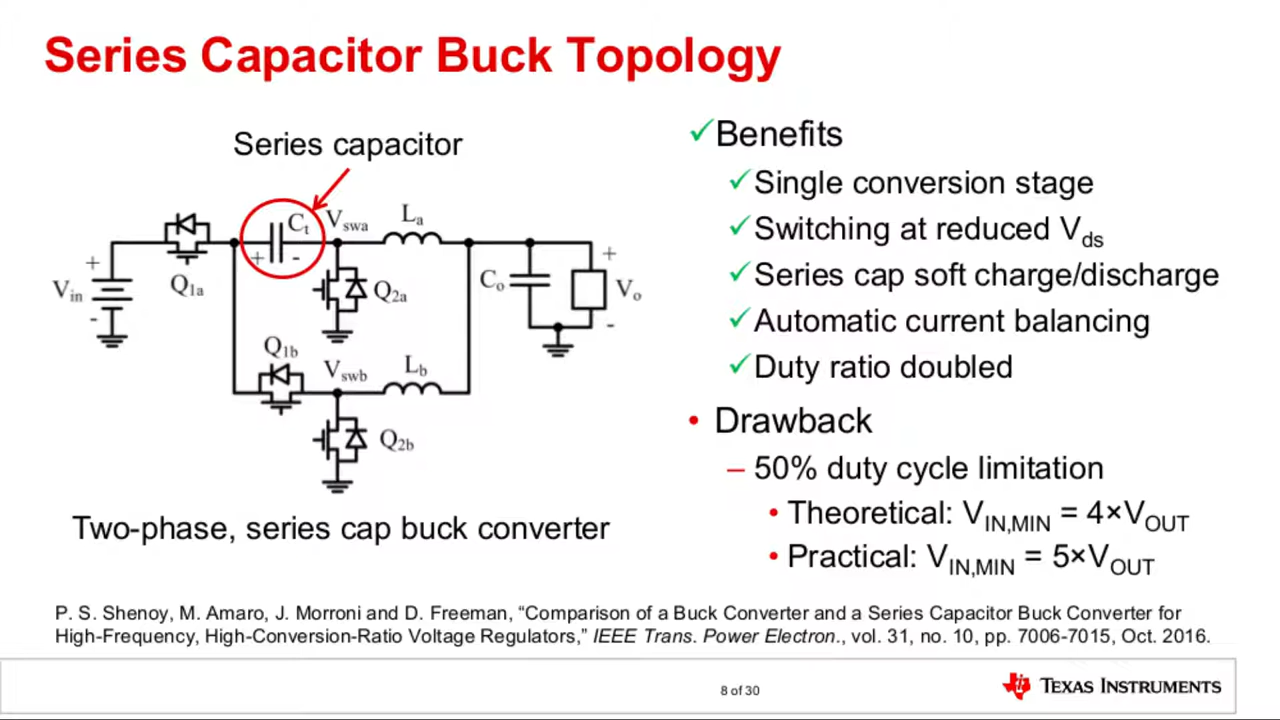 Series Capacitor Buck Topology
Series capacitor
Ct
+ -
Vswa
La
Q1a
Vin
+
-
Q2a
Co
+
Vo
-
Q1b
Vswb
Lb
Q2b
Two-phase, series cap buck converter
✓Benefits
✓Single conversion stage
✓Switching at reduced Vds
✓Series cap soft charge/discharge
✓Automatic current balancing
✓Duty ratio doubled
• Drawback
– 50% duty cycle limitation
• Theoretical: VIN,MIN = 4×VOUT
• Practical: VIN,MIN = 5×VOUT
P. S. Shenoy, M. Amaro, J. Morroni and D. Freeman, “Comparison of a Buck Converter and a Series Capacitor Buck Converter for
High-Frequency, High-Conversion-Ratio Voltage Regulators,” IEEE Trans. Power Electron., vol. 31, no. 10, pp. 7006-7015, Oct. 2016.
8 of 30
TEXAS INSTRUMENTS